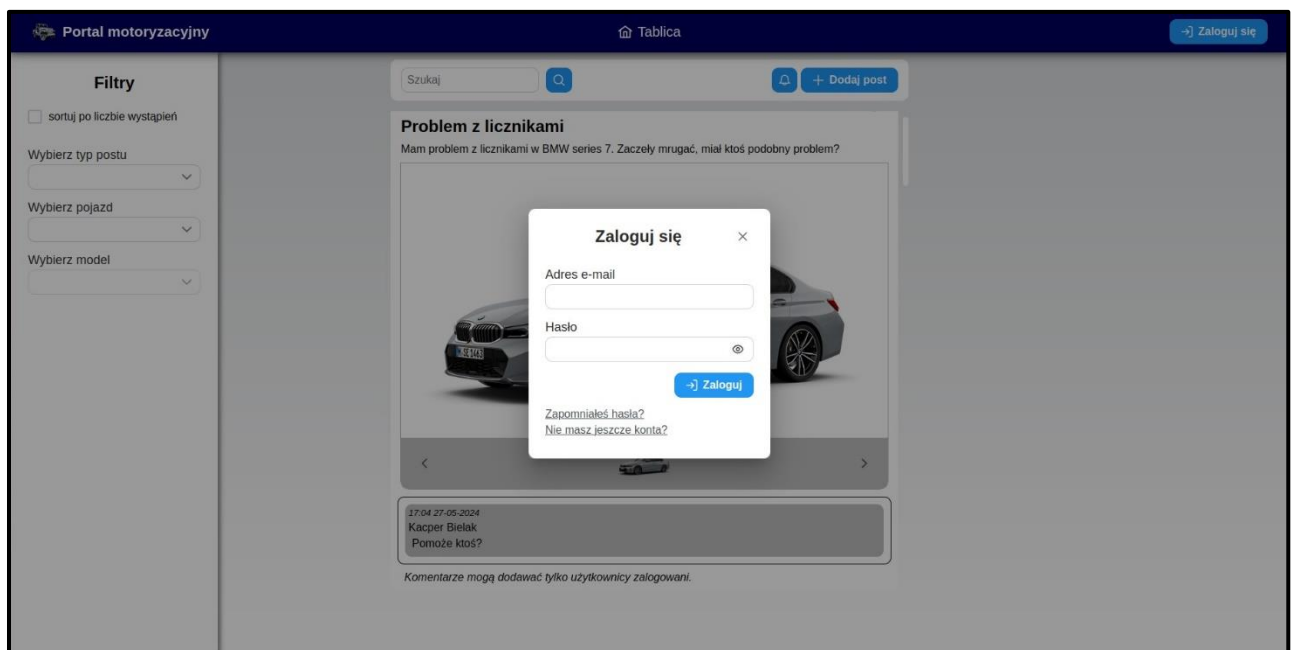 Portal motoryzacyjny
Tablica
Zaloguj się
Filtry
sortuj po liczbie wystąpień
Wybierz typ postu
Wybierz pojazd
Wybierz model
Szukaj
Dodaj post
Problem z licznikami
Mam problem z licznikami w BMW series 7. Zaczeły mrugać, miał ktoś podobny problem?
Zaloguj się
Adres e-mail
Hasło
Zaloguj
Zapomniałeś hasła?
Nie masz jeszcze konta?
17:04 27-05-2024
Kacper Bielak
Pomoże ktoś?
Komentarze mogą dodawać tylko użytkownicy zalogowani.